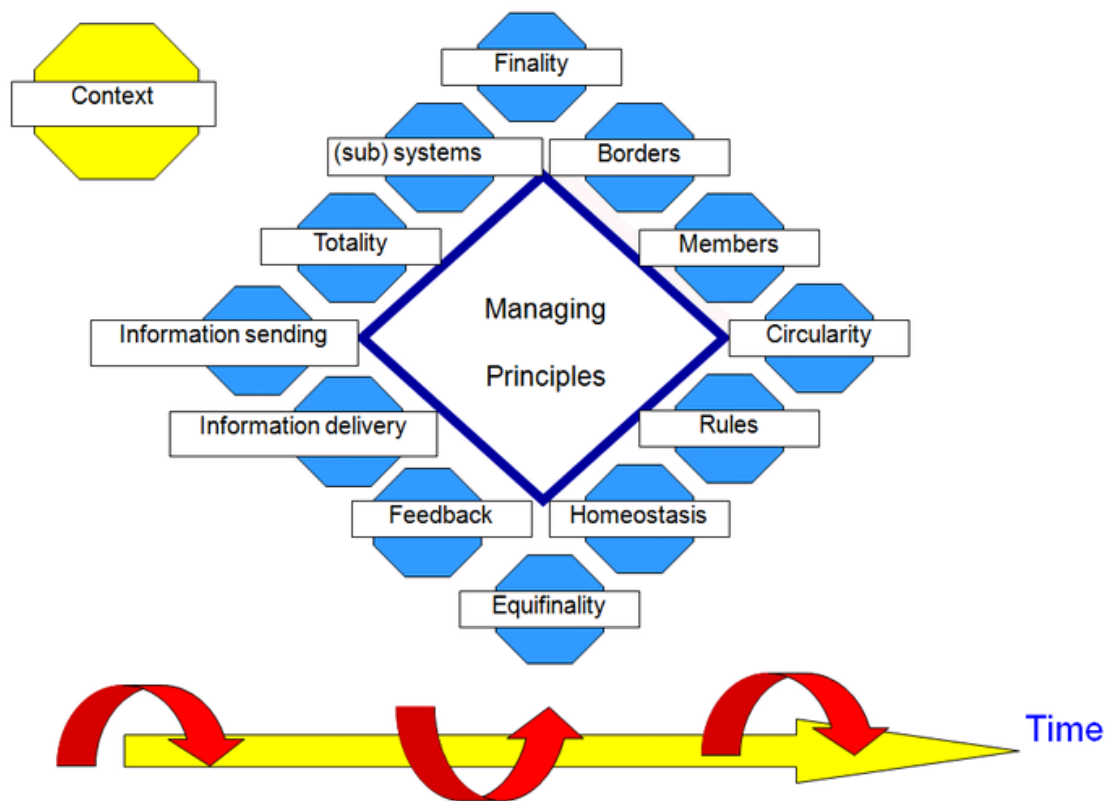 Finality
Context
(sub) systems
Borders
Totality
Members
Managing
Principles
Information sending
Circularity
Information delivery
Rules
Feedback
Homeostasis
Equifinality
Time